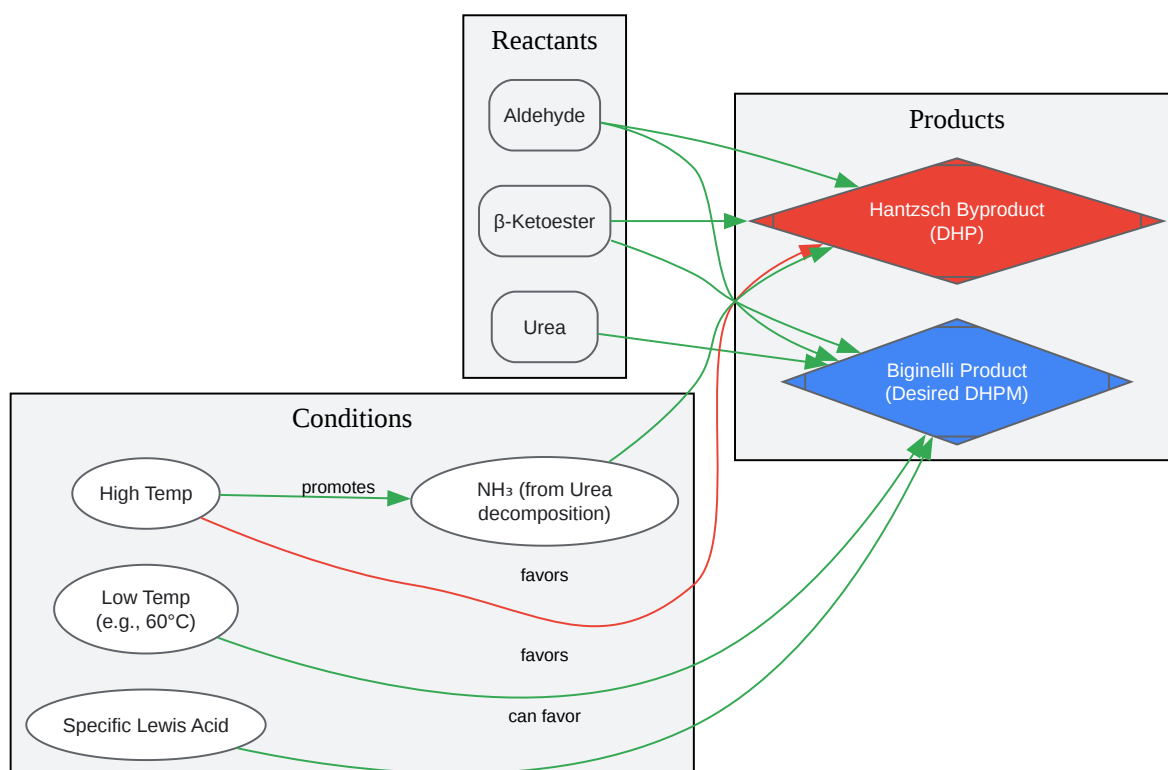 Reactants
Aldehyde
β-Ketoester
Urea
Products
Hantzsch Byproduct
(DHP)
Biginelli Product
(Desired DHPM)
Conditions
High Temp
promotes
NH₃ (from Urea
decomposition)
favors
Low Temp
(e.g., 60°C)
favors
Specific Lewis Acid
can favor